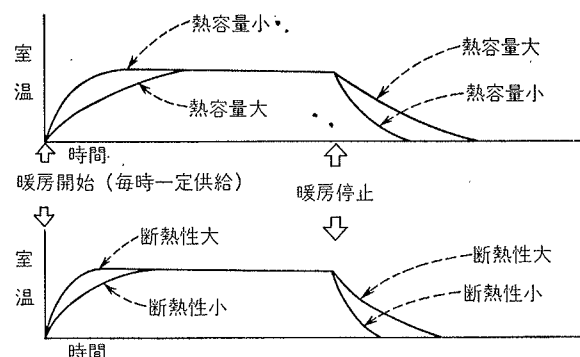 室温
熱容量小
熱容量大
熱容量大
熱容量小
時間
暖房開始（毎時一定供給）
暖房停止
室温
断熱性大
断熱性小
断熱性大
断熱性小
時間